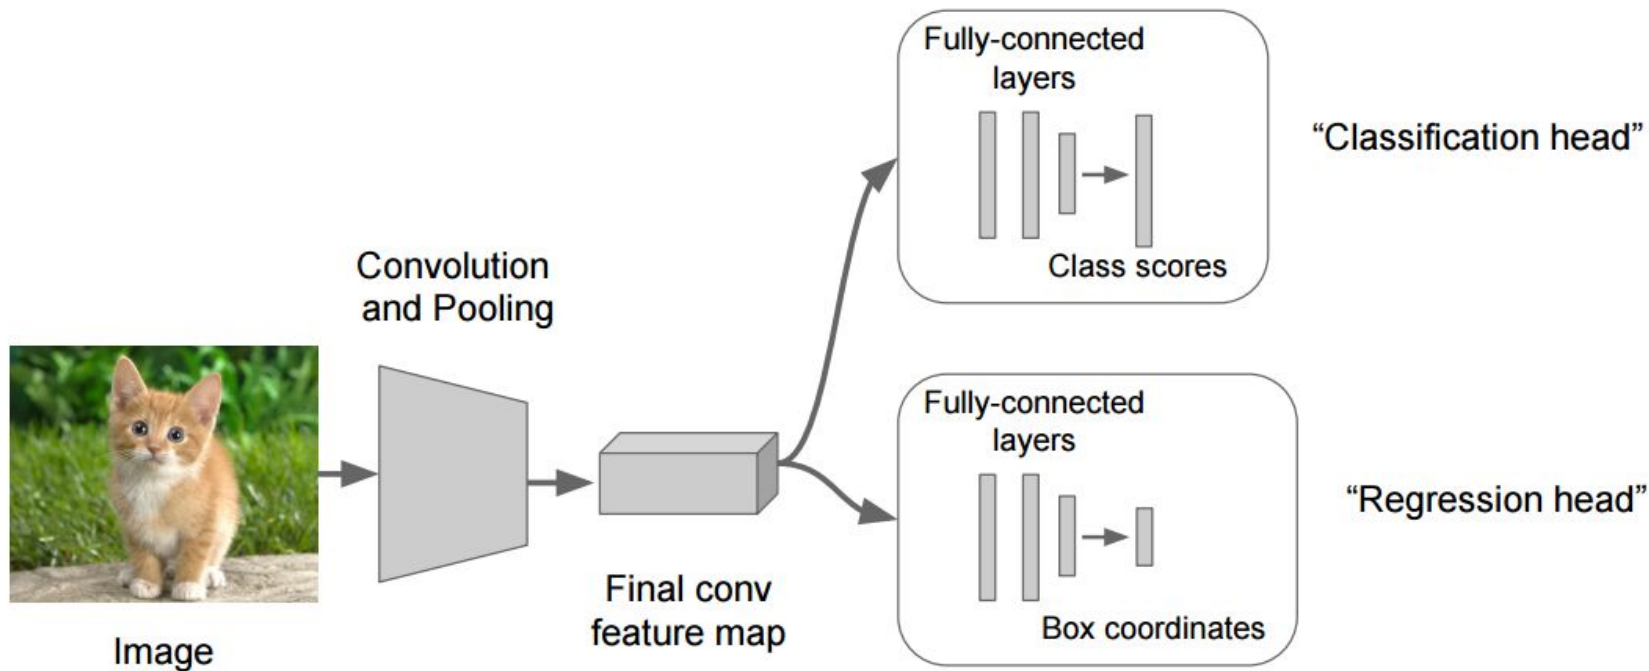 Fully-connected
layers
“Classification head”
Class scores
Convolution
and Pooling
Fully-connected
layers
“Regression head”
Final conv
feature map
Box coordinates
Image